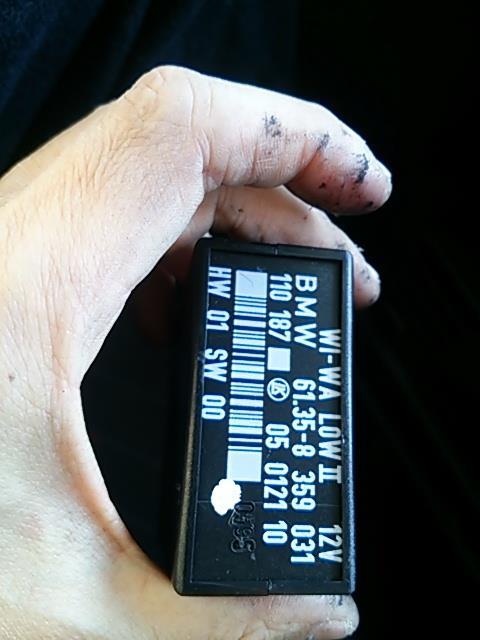 WI-WA LOW II 12V
BMW 61.35-8 359 031
110 187 05 0121 10
HW 01 SW 00